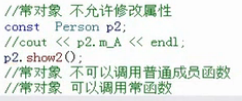 //常对象 不允许修改属性
const  Person p2;
//cout << p2.m_A << endl;
p2.show2();
//常对象 不可以调用普通成员函数
//常对象 可以调用常函数